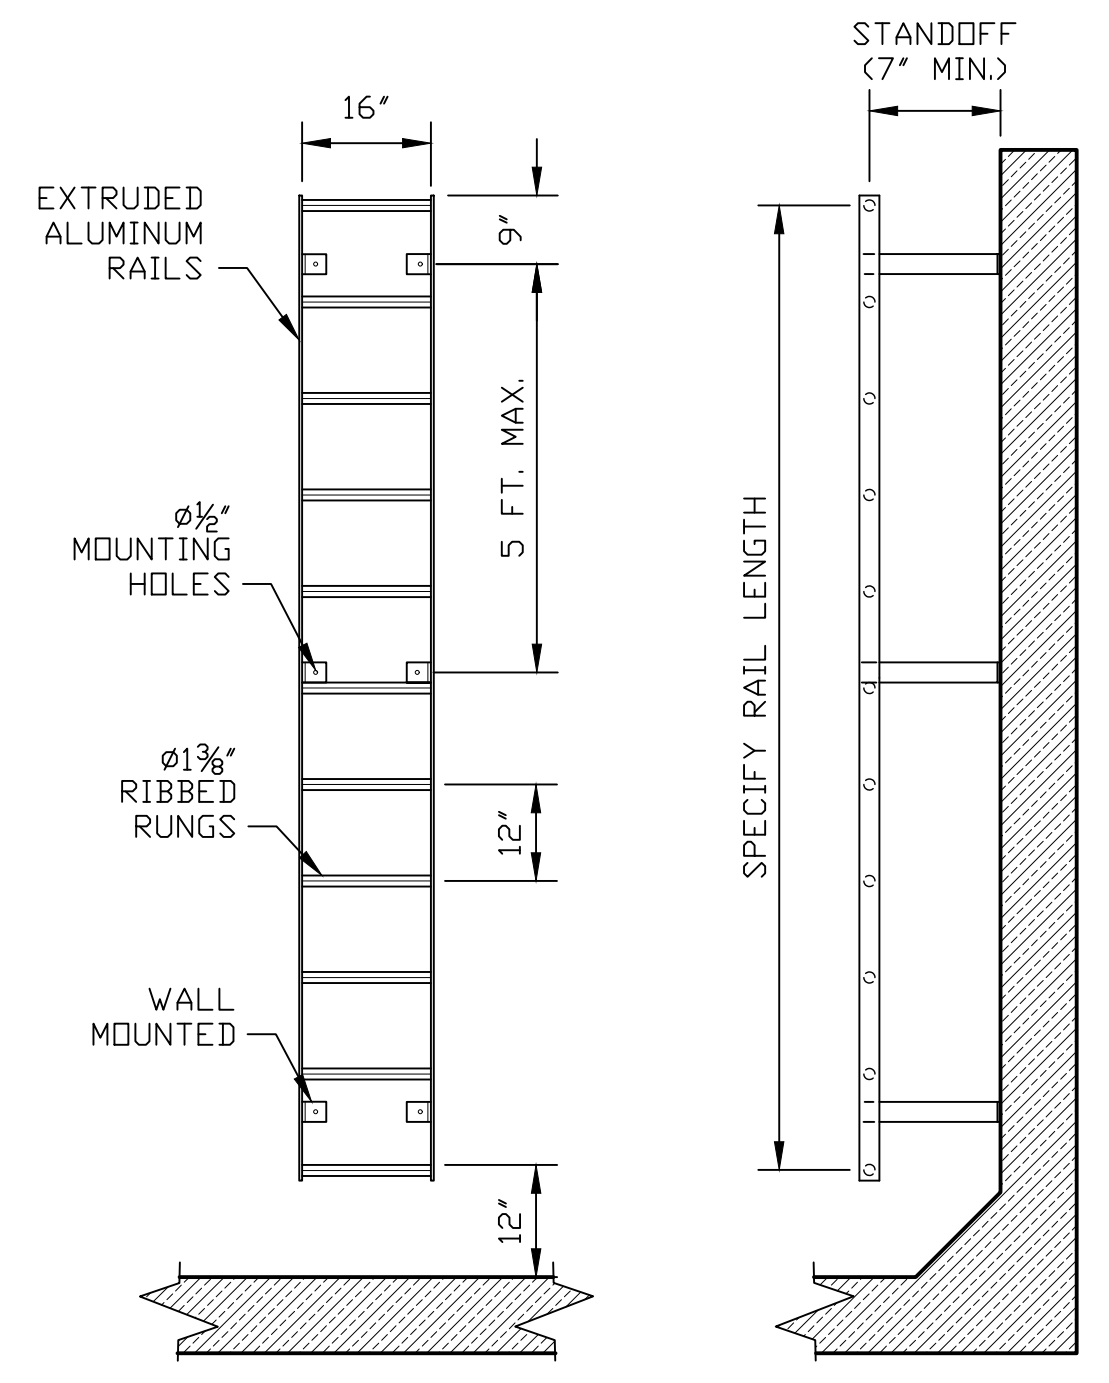 STANDOFF
(7" MIN.)
16"
EXTRUDED
ALUMINUM
RAILS
9"
5 FT. MAX.
Ø½"
MOUNTING
HOLES
SPECIFY RAIL LENGTH
Ø1⅜"
RIBBED
RUNGS
12"
WALL
MOUNTED
12"